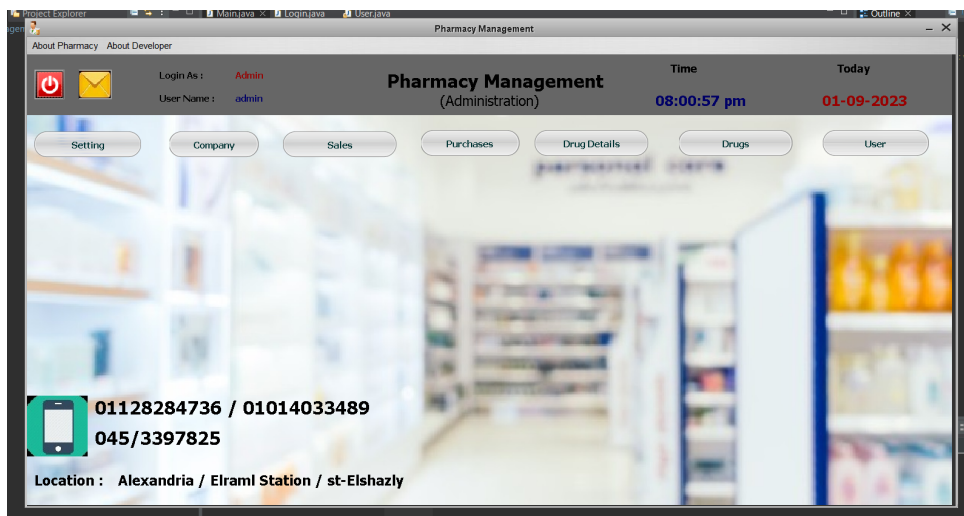 Project Explorer
Main.java
Login.java
User.java
Outline
Pharmacy Management
About Pharmacy About Developer
Login As : Admin
User Name : admin
Pharmacy Management
(Administration)
Time
08:00:57 pm
Today
01-09-2023
Setting
Company
Sales
Purchases
Drug Details
Drugs
User
personal care
01128284736 / 01014033489
045/3397825
Location : Alexandria / Elraml Station / st-Elshazly